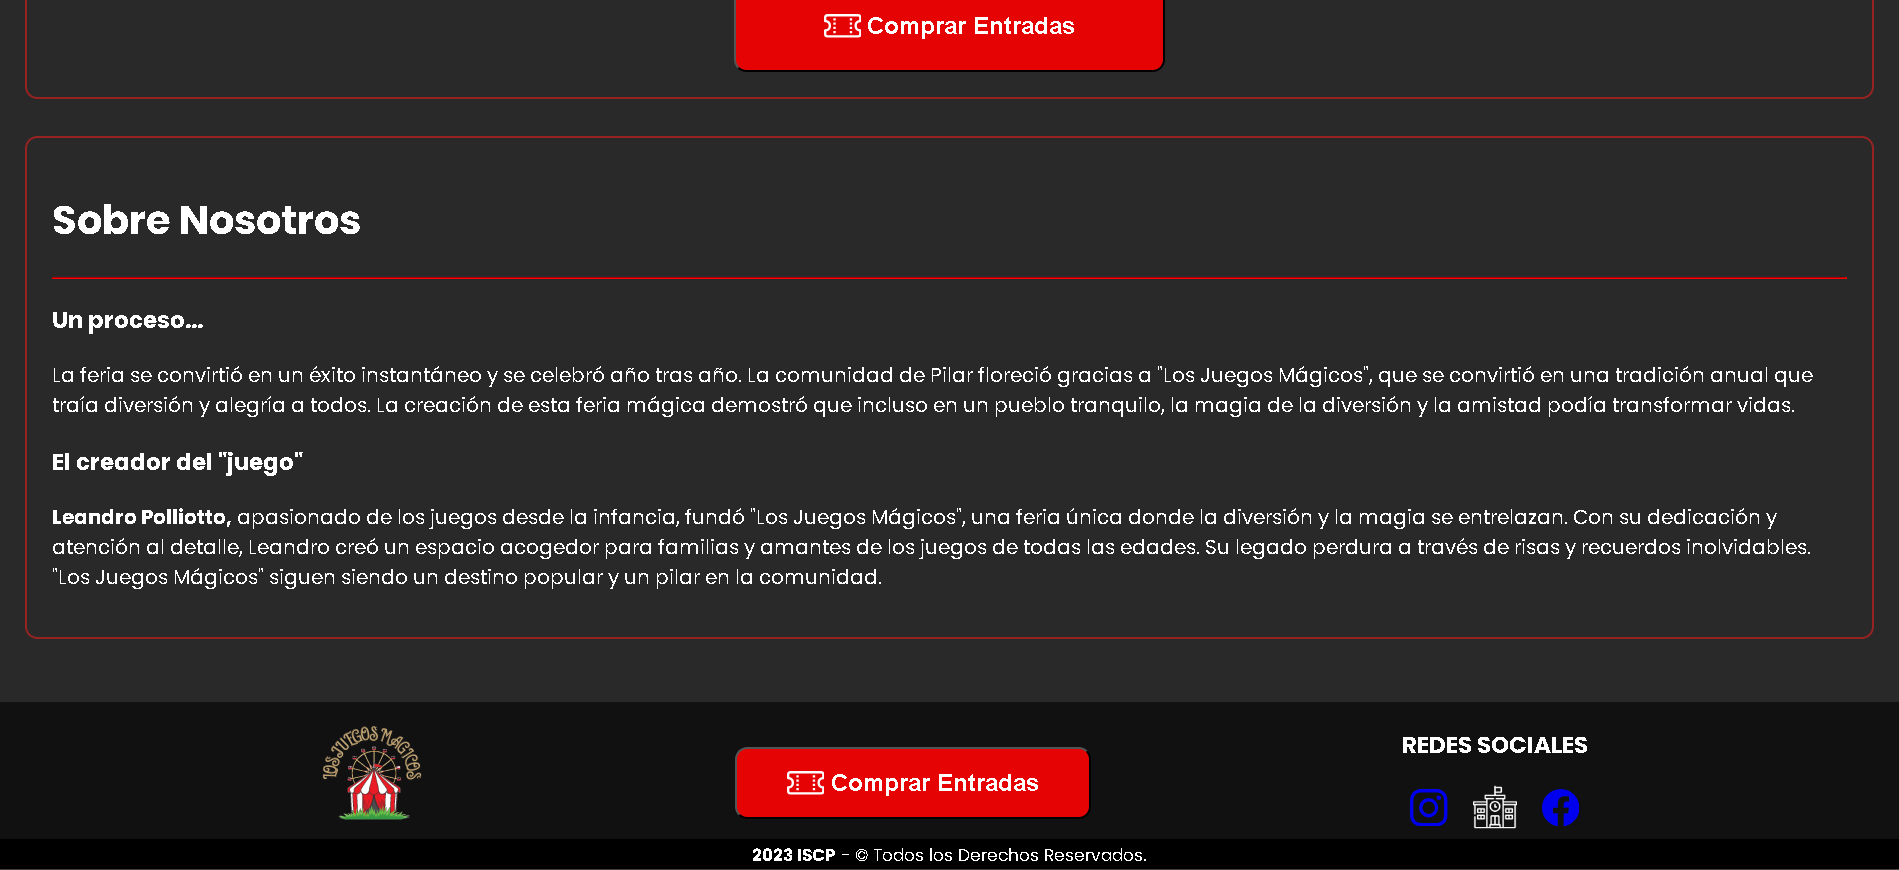 Comprar Entradas
Sobre Nosotros
Un proceso...
La feria se convirtió en un éxito instantáneo y se celebró año tras año. La comunidad de Pilar floreció gracias a "Los Juegos Mágicos", que se convirtió en una tradición anual que
traía diversión y alegría a todos. La creación de esta feria mágica demostró que incluso en un pueblo tranquilo, la magia de la diversión y la amistad podía transformar vidas.
El creador del "juego"
Leandro Polliotto, apasionado de los juegos desde la infancia, fundó "Los Juegos Mágicos", una feria única donde la diversión y la magia se entrelazan. Con su dedicación y
atención al detalle, Leandro creó un espacio acogedor para familias y amantes de los juegos de todas las edades. Su legado perdura a través de risas y recuerdos inolvidables.
"Los Juegos Mágicos" siguen siendo un destino popular y un pilar en la comunidad.
LOS JUEGOS MAGICOS
Comprar Entradas
REDES SOCIALES
2023 ISCP - © Todos los Derechos Reservados.